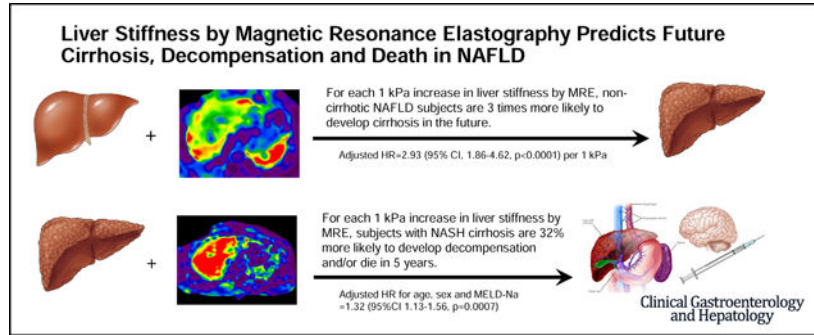 Liver Stiffness by Magnetic Resonance Elastography Predicts Future
Cirrhosis, Decompensation and Death in NAFLD
For each 1 kPa increase in liver stiffness by MRE, non-
cirrhotic NAFLD subjects are 3 times more likely to
develop cirrhosis in the future.
+
Adjusted HR=2.93 (95% CI, 1.86-4.62, p<0.0001) per 1 kPa
For each 1 kPa increase in liver stiffness by
MRE, subjects with NASH cirrhosis are 32%
more likely to develop decompensation
and/or die in 5 years.
+
Adjusted HR for age, sex and MELD-Na
=1.32 (95%CI 1.13-1.56, p=0.0007)
Clinical Gastroenterology
and Hepatology